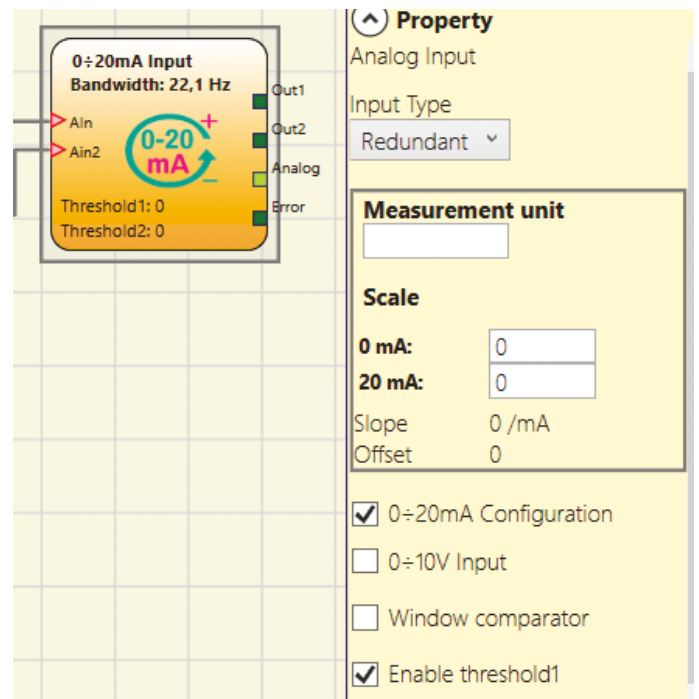 0÷20mA Input
Bandwidth: 22,1 Hz
AIn
Ain2
0-20
mA
+
−
Out1
Out2
Analog
Error
Threshold1: 0
Threshold2: 0
Property
Analog Input
Input Type
Redundant
Measurement unit
Scale
0 mA: 0
20 mA: 0
Slope 0 /mA
Offset 0
0÷20mA Configuration
0÷10V Input
Window comparator
Enable threshold1